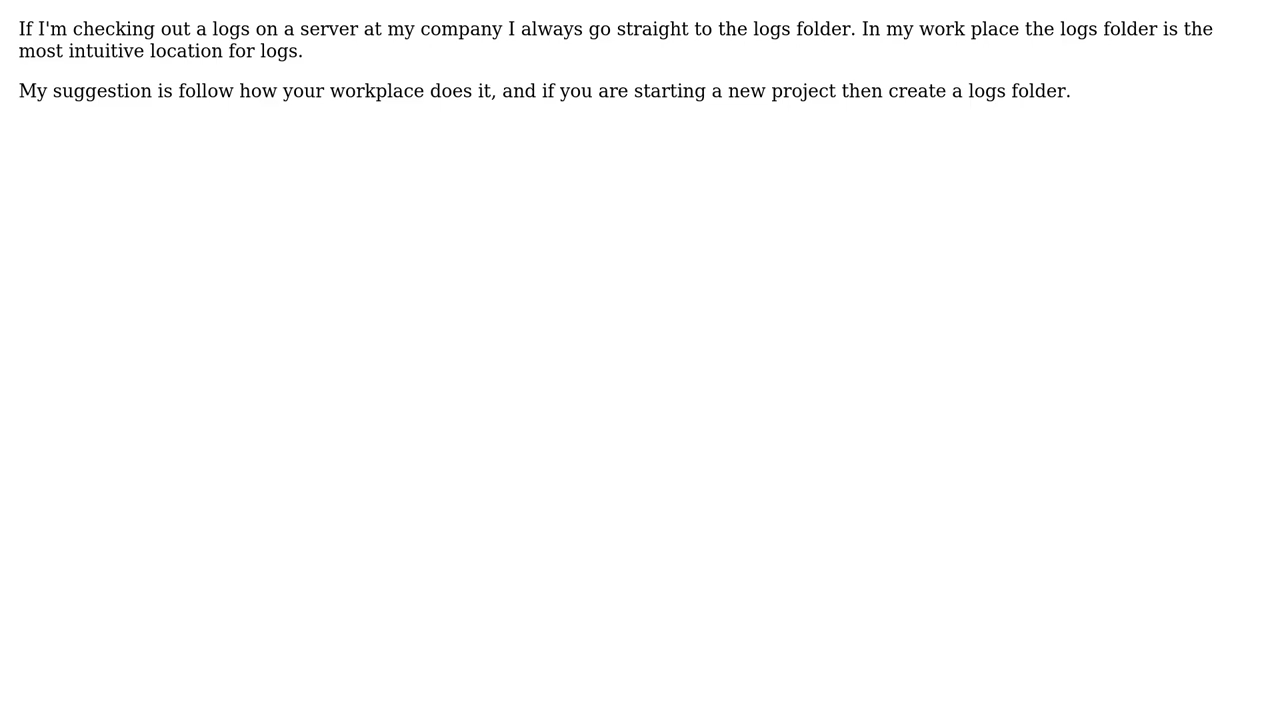 If I'm checking out a logs on a server at my company I always go straight to the logs folder. In my work place the logs folder is the
most intuitive location for logs.
My suggestion is follow how your workplace does it, and if you are starting a new project then create a logs folder.